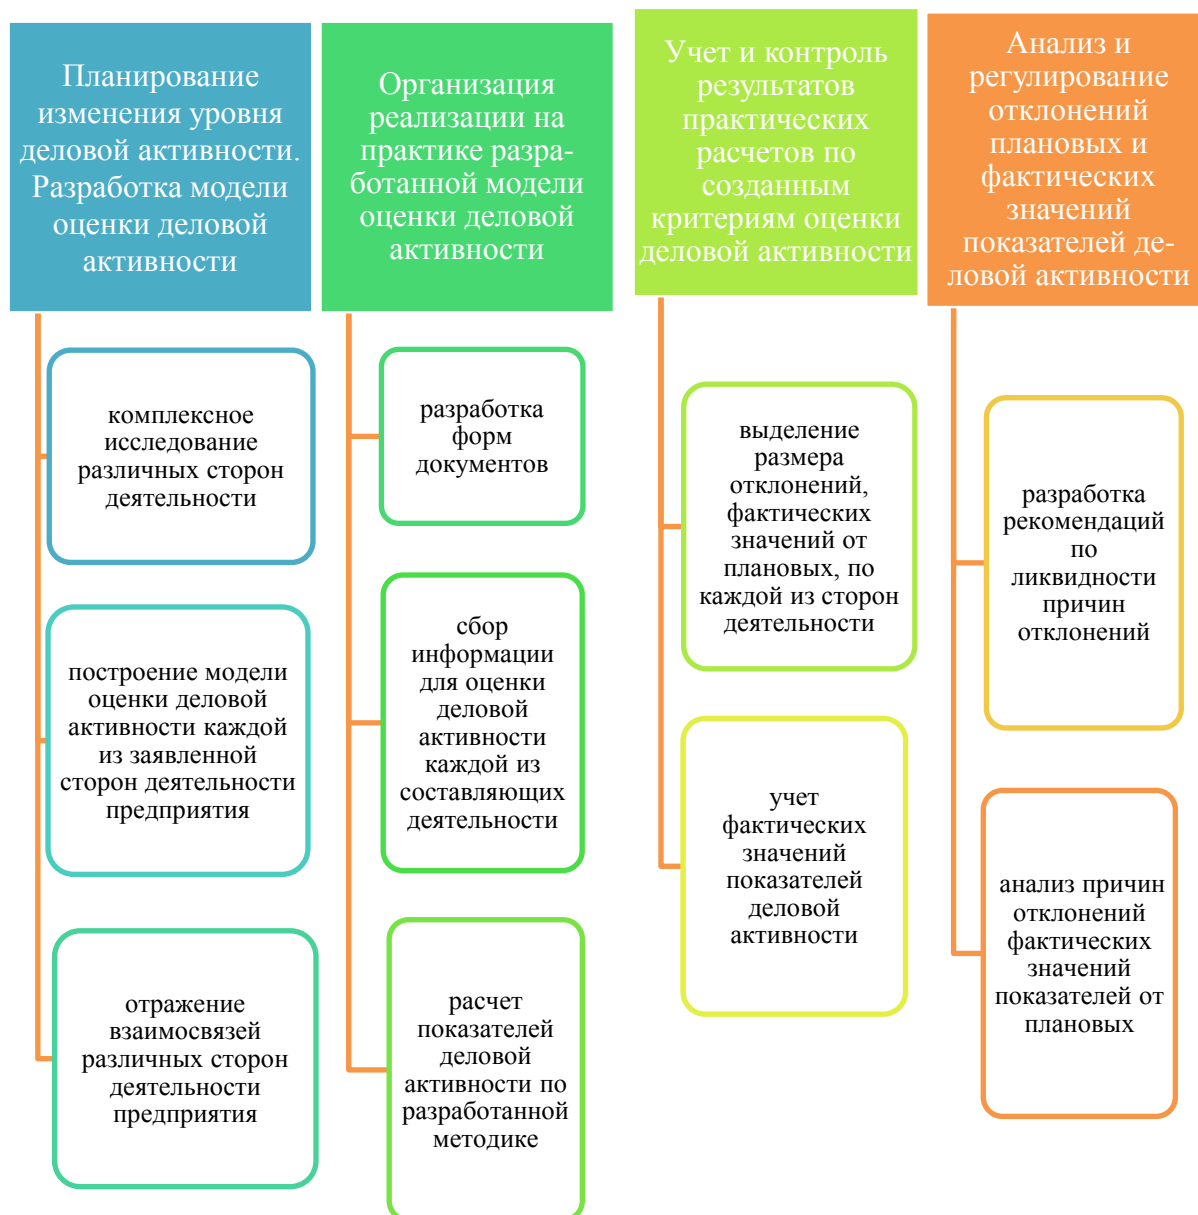 Планирование
изменения уровня
деловой активности.
Разработка модели
оценки деловой
активности
комплексное
исследование
различных сторон
деятельности
построение модели
оценки деловой
активности каждой
из заявленной
сторон деятельности
предприятия
отражение
взаимосвязей
различных сторон
деятельности
предприятия
Организация
реализации на
практике разра-
ботанной модели
оценки деловой
активности
разработка
форм
документов
сбор
информации
для оценки
деловой
активности
каждой из
составляющих
деятельности
расчет
показателей
деловой
активности по
разработанной
методике
Учет и контроль
результатов
практических
расчетов по
созданным
критериям оценки
деловой активности
выделение
размера
отклонений,
фактических
значений от
плановых, по
каждой из сторон
деятельности
учет
фактических
значений
показателей
деловой
активности
Анализ и
регулирование
отклонений
плановых и
фактических
значений
показателей де-
ловой активности
разработка
рекомендаций
по
ликвидности
причин
отклонений
анализ причин
отклонений
фактических
значений
показателей от
плановых